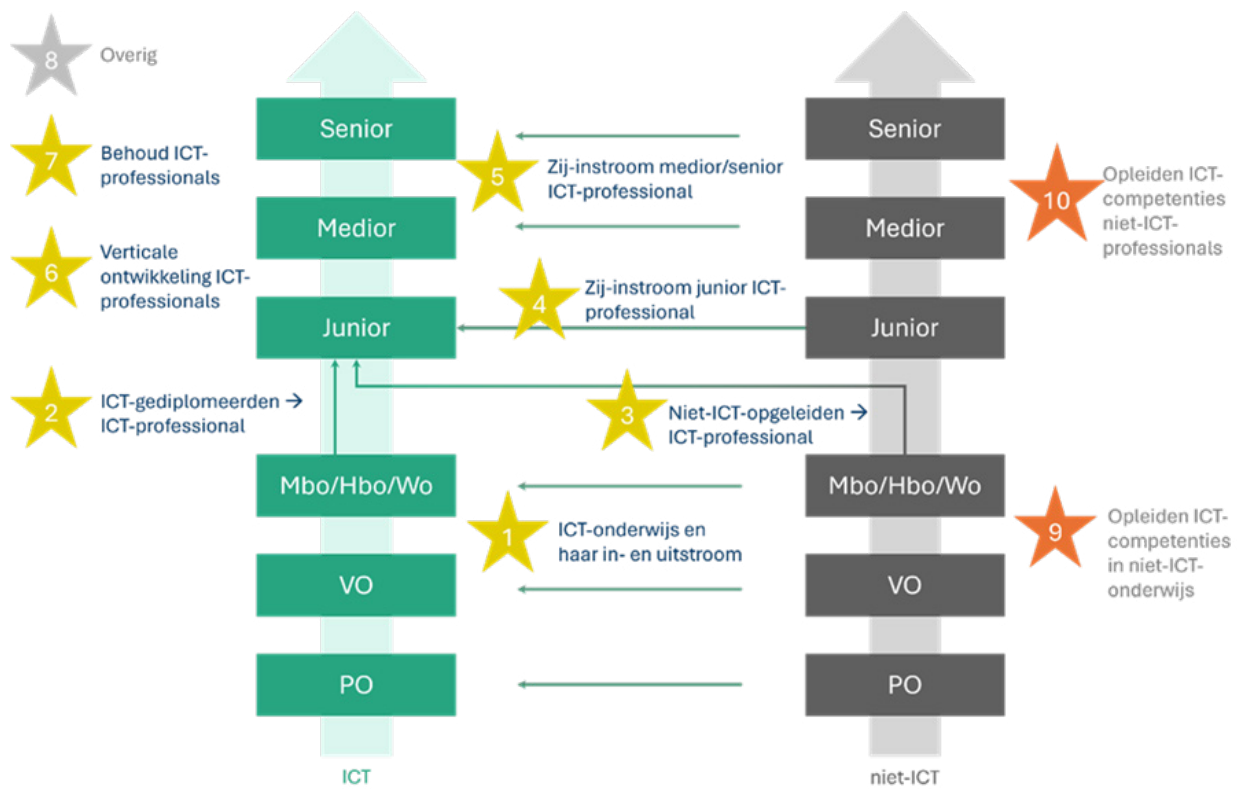 8
Overig
Senior
Senior
7
Behoud ICT-
professionals
5
Zij-instroom medior/senior
ICT-professional
10
Opleiden ICT-
competenties
niet-ICT-
professionals
Medior
Medior
6
Verticale
ontwikkeling ICT-
professionals
4
Zij-instroom junior ICT-
professional
Junior
Junior
2
ICT-gediplomeerden →
ICT-professional
3
Niet-ICT-opgeleiden →
ICT-professional
Mbo/Hbo/Wo
Mbo/Hbo/Wo
1
ICT-onderwijs en
haar in- en uitstroom
9
Opleiden ICT-
competenties
in niet-ICT-
onderwijs
VO
VO
PO
PO
ICT
niet-ICT